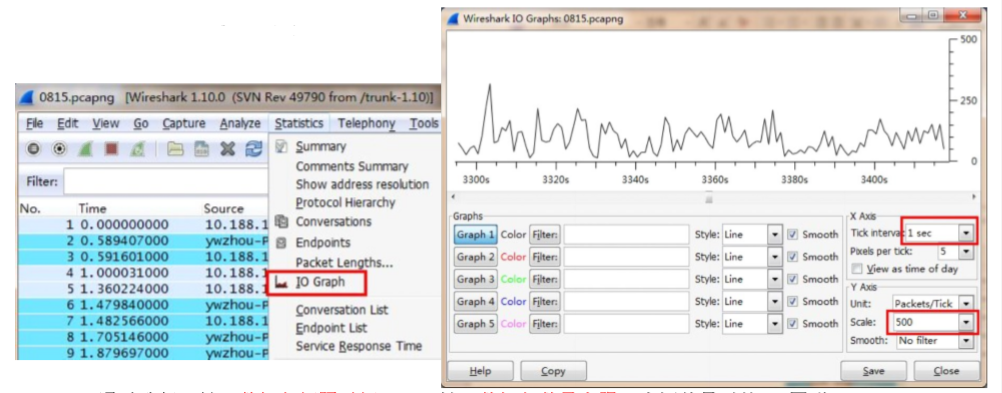 0815.pcapng [Wireshark 1.10.0 (SVN Rev 49790 from /trunk-1.10)]
File Edit View Go Capture Analyze Statistics Telephony Tools
Filter:
No. Time Source
1 0.000000000 10.188.1
2 0.589407000 ywzhou-P
3 0.591601000 10.188.1
4 1.000031000 10.188.1
5 1.360224000 10.188.1
6 1.479840000 ywzhou-P
7 1.482566000 10.188.1
8 1.705146000 ywzhou-P
9 1.879697000 ywzhou-P
Summary
Comments Summary
Show address resolution
Protocol Hierarchy
Conversations
Endpoints
Packet Lengths...
IO Graph
Conversation List
Endpoint List
Service Response Time
Wireshark IO Graphs: 0815.pcapng
500
250
0
3300s 3320s 3340s 3360s 3380s 3400s
Graphs
Graph 1 Color Filter: Style: Line Smooth
Graph 2 Color Filter: Style: Line Smooth
Graph 3 Color Filter: Style: Line Smooth
Graph 4 Color Filter: Style: Line Smooth
Graph 5 Color Filter: Style: Line Smooth
X Axis
Tick interval: 1 sec
Pixels per tick: 5
View as time of day
Y Axis
Unit: Packets/Tick
Scale: 500
Smooth: No filter
Help Copy Save Close